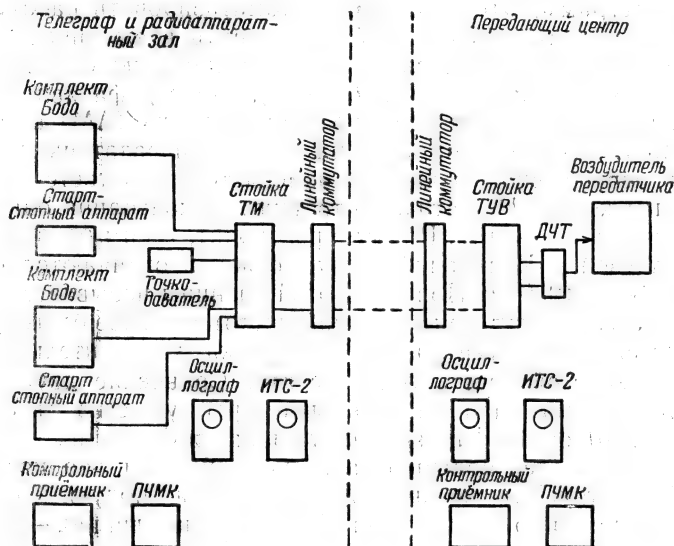 Телеграф и радиоаппарат-
ный зал
Передающий центр
Комплект
Бодо
Старт-
стопный аппарат
Комплект
Бодо
Старт
стопный аппарат
Точко-
даватель
Стойка
ТМ
Линейный
коммутатор
Линейный
коммутатор
Стойка
ТУВ
ДЧТ
Возбудитель
передатчика
Осцил-
лограф
ИТС-2
Осцил-
лограф
ИТС-2
Контрольный
приёмник
ПЧМК
Контрольный
приёмник
ПЧМК